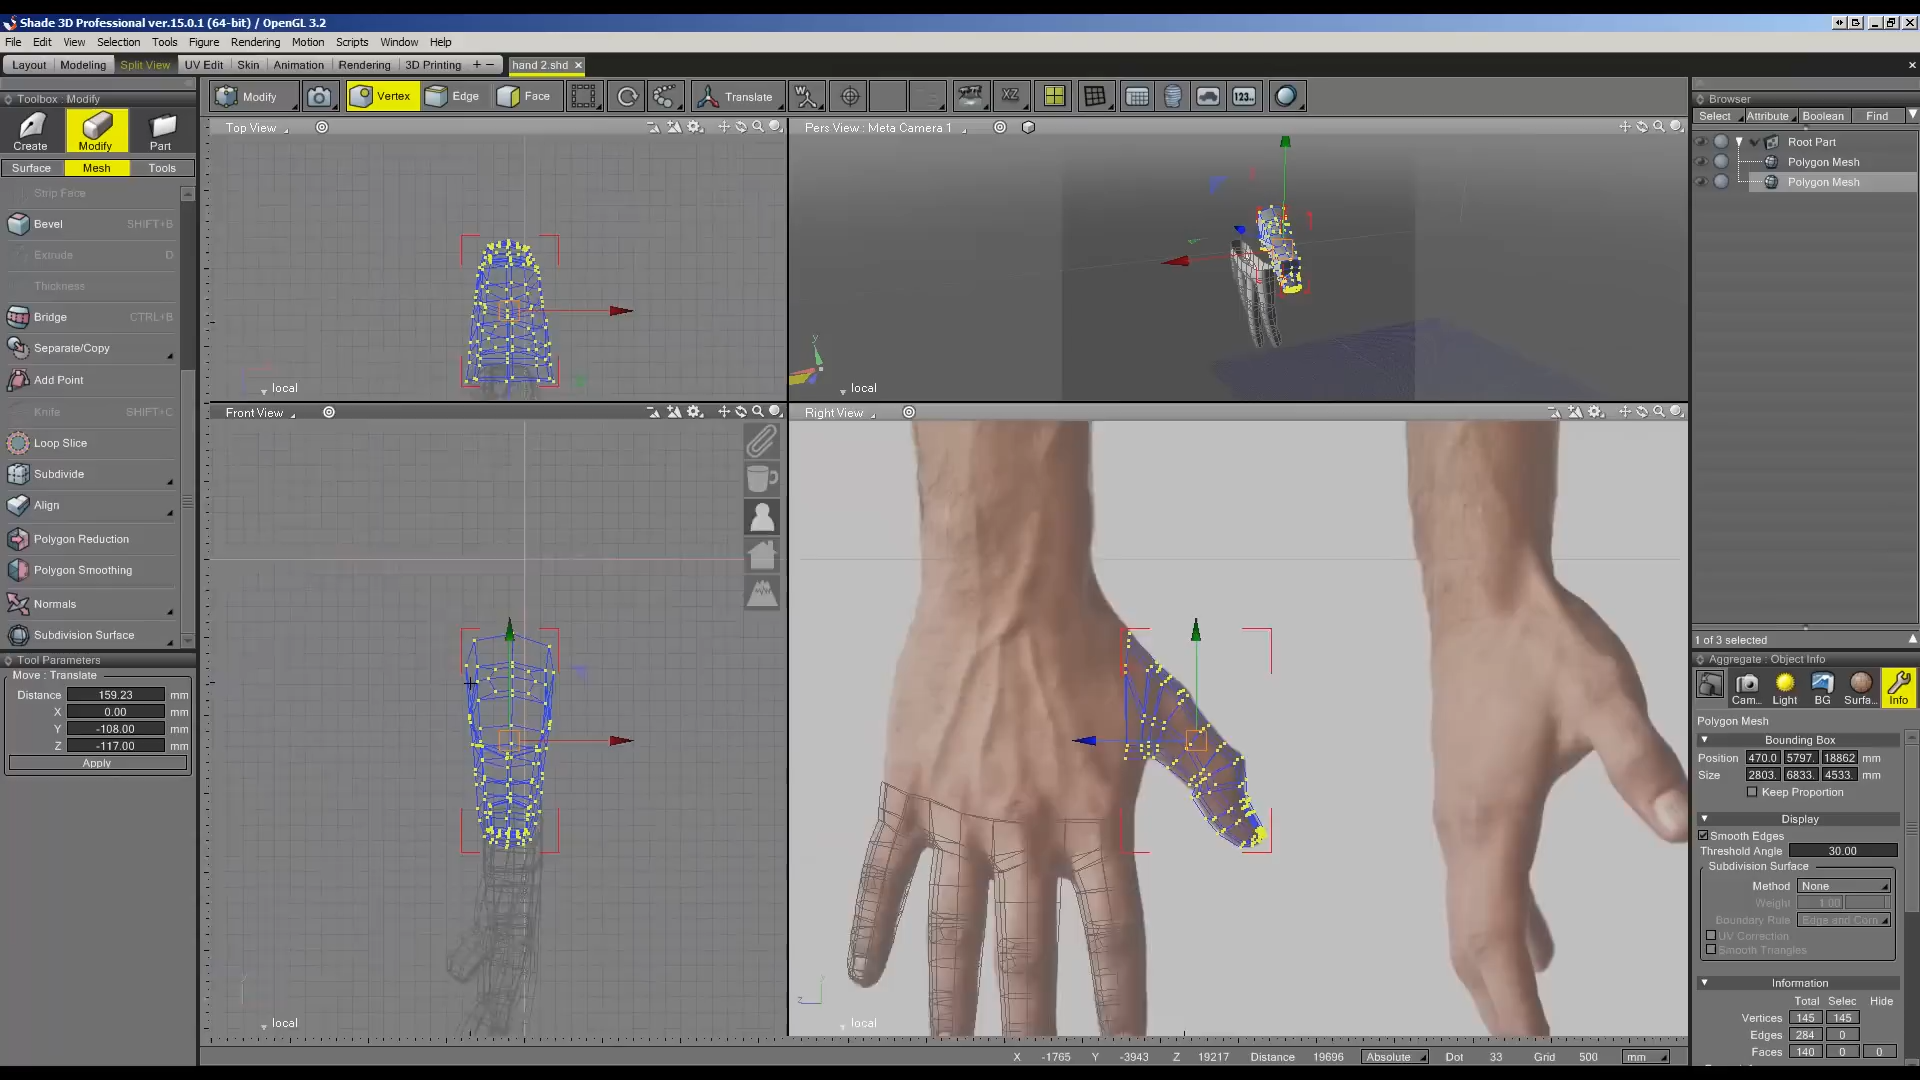 Shade 3D Professional ver.15.0.1 (64-bit) / OpenGL 3.2
File Edit View Selection Tools Figure Rendering Motion Scripts Window Help
Layout Modeling Split View UV Edit Skin Animation Rendering 3D Printing + − hand 2.shd ×
Toolbox: Modify
Create Modify Part
Surface Mesh Tools
Strip Face
Bevel SHIFT+B
Extrude D
Thickness
Bridge CTRL+B
Separate/Copy
Add Point
Knife SHIFT+C
Loop Slice
Subdivide
Align
Polygon Reduction
Polygon Smoothing
Normals
Subdivision Surface
Tool Parameters
Move : Translate
Distance 159.23 mm
X 0.00 mm
Y -108.00 mm
Z -117.00 mm
Apply
Modify Vertex Edge Face Translate W XZ 123..
Top View
local
Pers View : Meta Camera 1
y
local
Front View
local
Right View
z
local
X -1765 Y -3943 Z 19217 Distance 19696 Absolute Dot 33 Grid 500 mm
Browser
Select Attribute Boolean Find
Root Part
Polygon Mesh
Polygon Mesh
1 of 3 selected
Aggregate : Object Info
Cam... Light BG Surfa... Info
Polygon Mesh
Bounding Box
Position 470.0 5797. 18862 mm
Size 2803. 6833. 4533. mm
Keep Proportion
Display
Smooth Edges
Threshold Angle 30.00
Subdivision Surface
Method None
Weight 1.00
Boundary Rule Edge and Corn
UV Correction
Smooth Triangles
Information
Total Selec Hide
Vertices 145 145
Edges 284 0
Faces 140 0 0